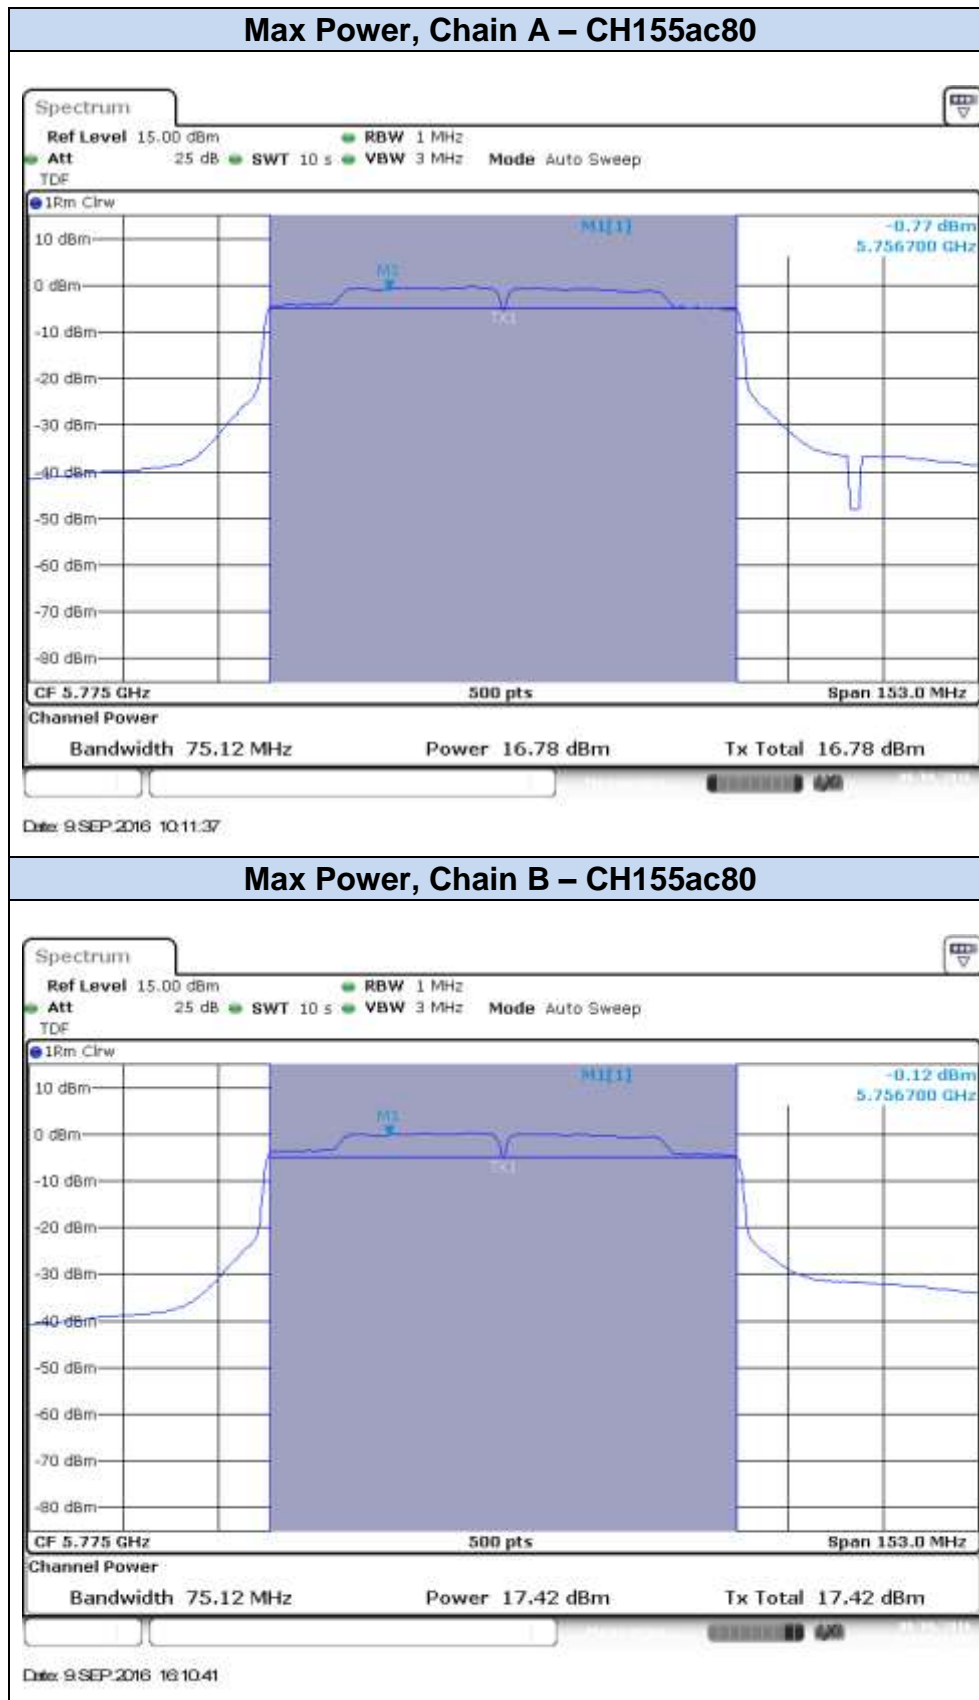 Max Power, Chain A – CH155ac80
Spectrum
Ref Level 15.00 dBm RBW 1 MHz
Att 25 dB SWT 10 s VBW 3 MHz Mode Auto Sweep
TDF
1Rm Clrw
M1[1] -0.77 dBm
5.756700 GHz
10 dBm
M1
0 dBm
TX1
-10 dBm
-20 dBm
-30 dBm
-40 dBm
-50 dBm
-60 dBm
-70 dBm
-80 dBm
CF 5.775 GHz 500 pts Span 153.0 MHz
Channel Power
Bandwidth 75.12 MHz Power 16.78 dBm Tx Total 16.78 dBm
Date: 9.SEP.2016 10:11:37
Max Power, Chain B – CH155ac80
Spectrum
Ref Level 15.00 dBm RBW 1 MHz
Att 25 dB SWT 10 s VBW 3 MHz Mode Auto Sweep
TDF
1Rm Clrw
M1[1] -0.12 dBm
5.756700 GHz
10 dBm
M1
0 dBm
TX1
-10 dBm
-20 dBm
-30 dBm
-40 dBm
-50 dBm
-60 dBm
-70 dBm
-80 dBm
CF 5.775 GHz 500 pts Span 153.0 MHz
Channel Power
Bandwidth 75.12 MHz Power 17.42 dBm Tx Total 17.42 dBm
Date: 9.SEP.2016 16:10:41